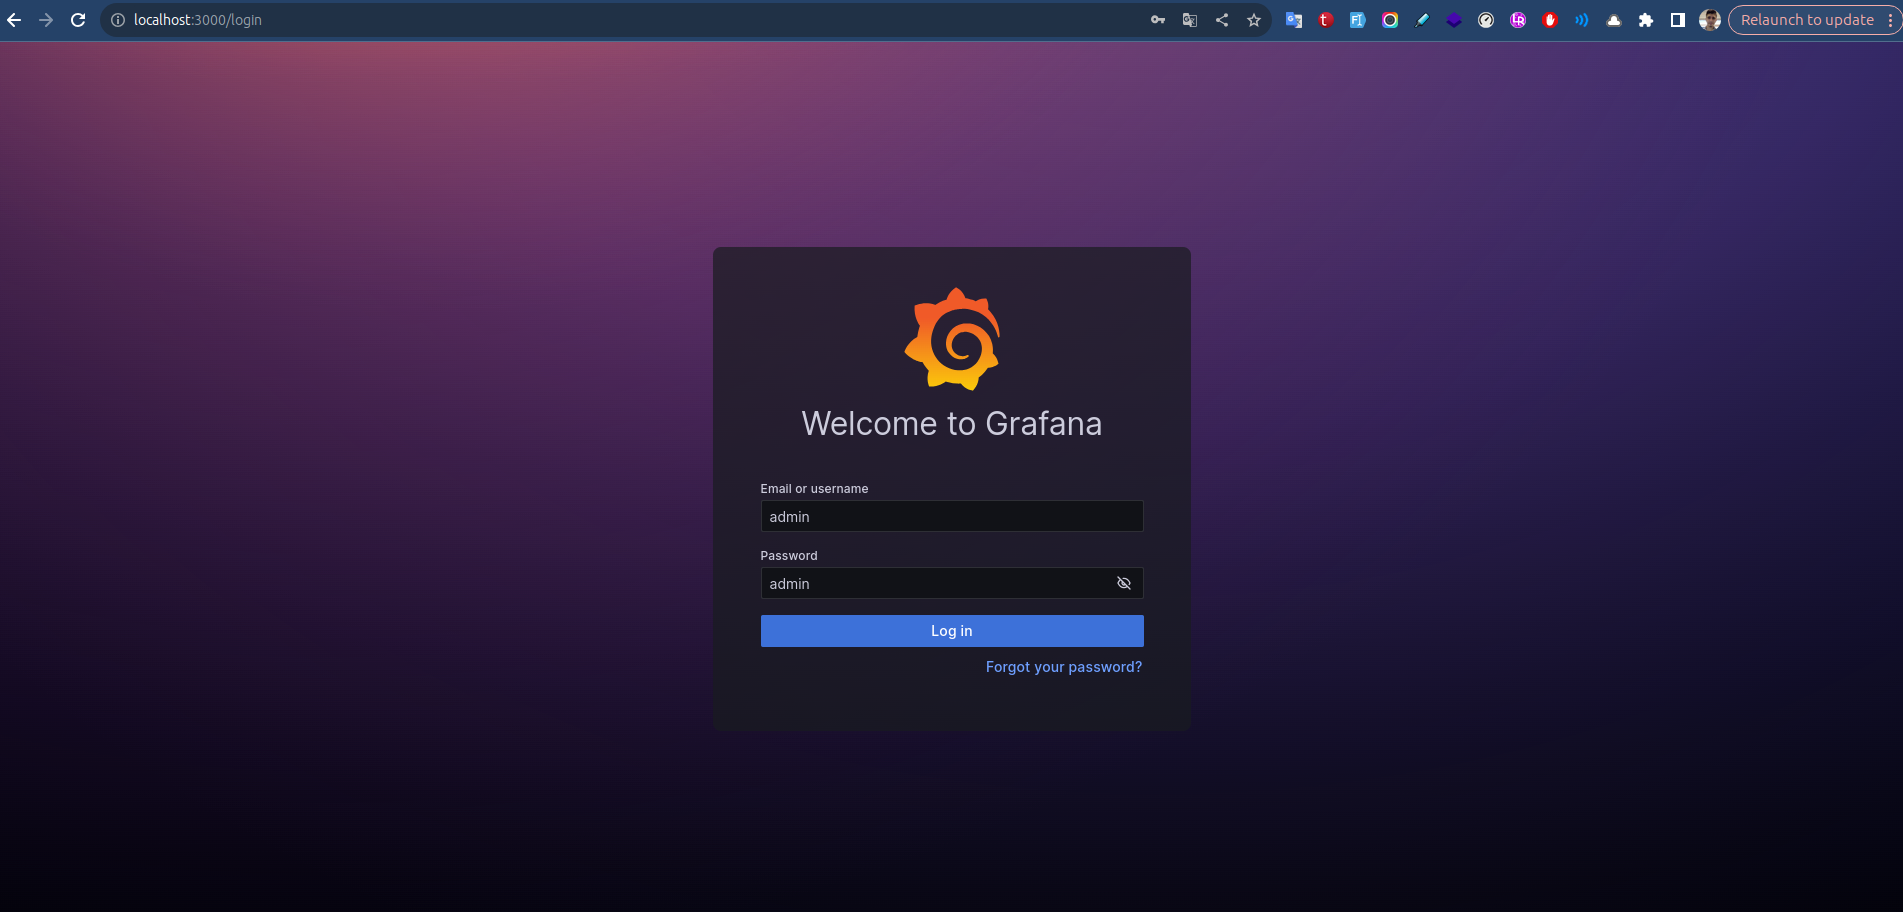 localhost:3000/login
Relaunch to update
Welcome to Grafana
Email or username
admin
Password
admin
Log in
Forgot your password?